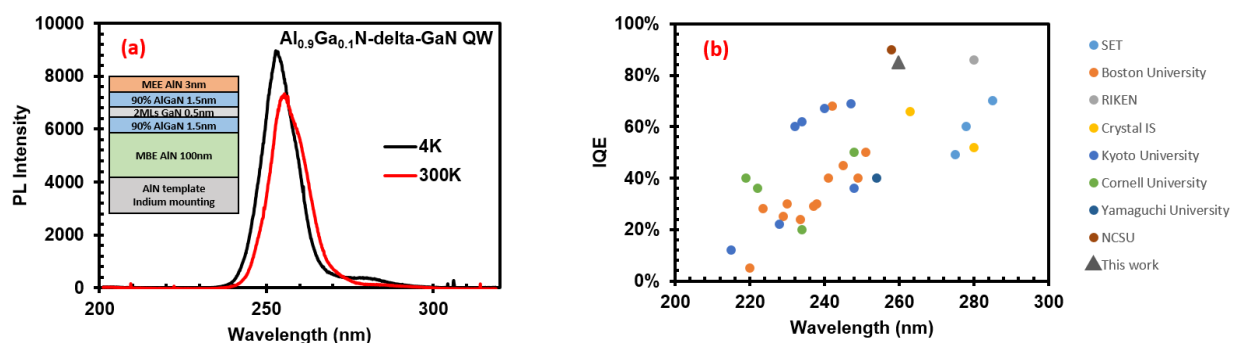 (a)
Al0.9Ga0.1N-delta-GaN QW
10000
8000
6000
4000
2000
0
PL Intensity
MEE AlN 3nm
90% AlGaN 1.5nm
2MLs GaN 0.5nm
90% AlGaN 1.5nm
MBE AlN 100nm
AlN template
Indium mounting
4K
300K
200
250
300
Wavelength (nm)
(b)
100%
80%
60%
40%
20%
0%
IQE
200
220
240
260
280
300
Wavelength (nm)
SET
Boston University
RIKEN
Crystal IS
Kyoto University
Cornell University
Yamaguchi University
NCSU
This work